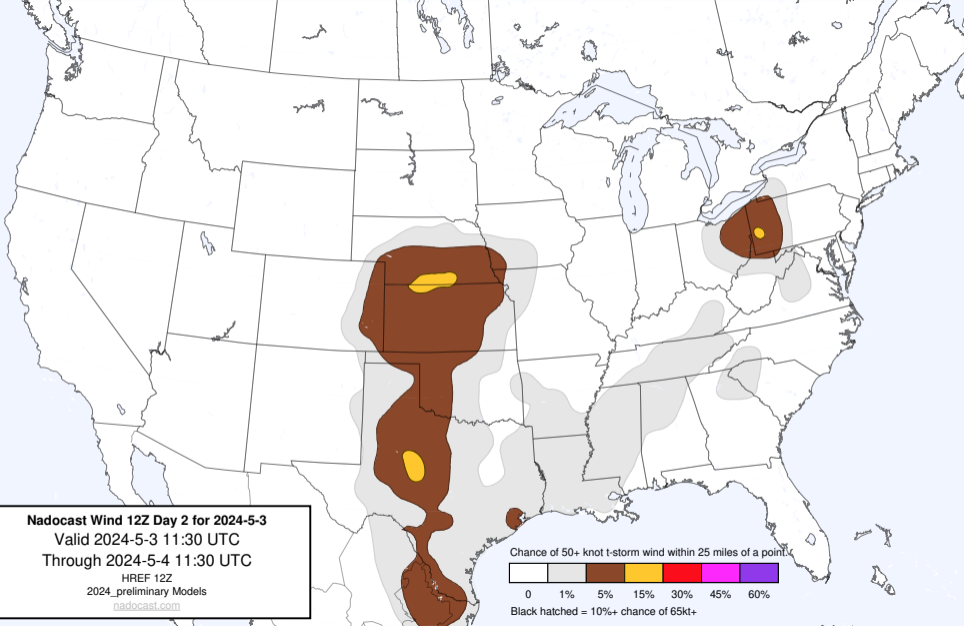 Nadocast Wind 12Z Day 2 for 2024-5-3
Valid 2024-5-3 11:30 UTC
Through 2024-5-4 11:30 UTC
HREF 12Z
2024_preliminary Models
nadocast.com
Chance of 50+ knot t-storm wind within 25 miles of a point.
0 1% 5% 15% 30% 45% 60%
Black hatched = 10%+ chance of 65kt+